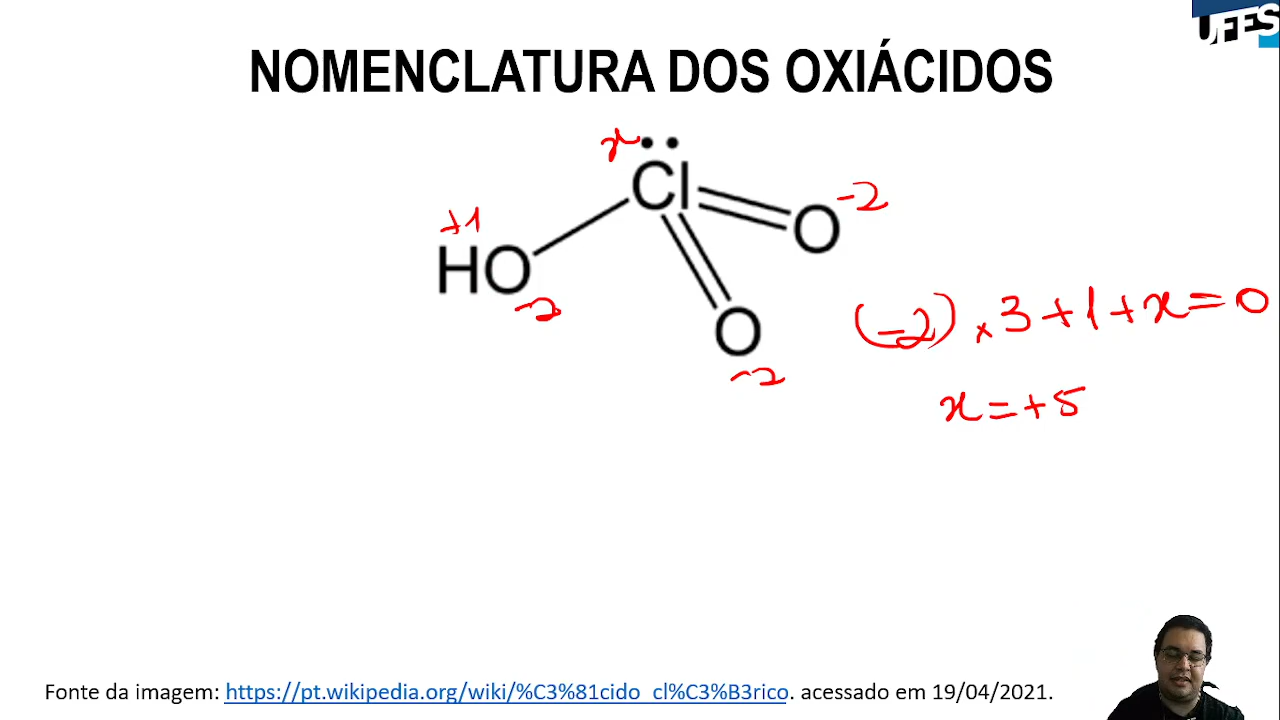 UFES
NOMENCLATURA DOS OXIÁCIDOS
x
Cl
O -2
+1
HO
-2
O
-2
(-2) × 3 + 1 + x = 0
x = +5
Fonte da imagem: https://pt.wikipedia.org/wiki/%C3%81cido_cl%C3%B3rico. acessado em 19/04/2021.